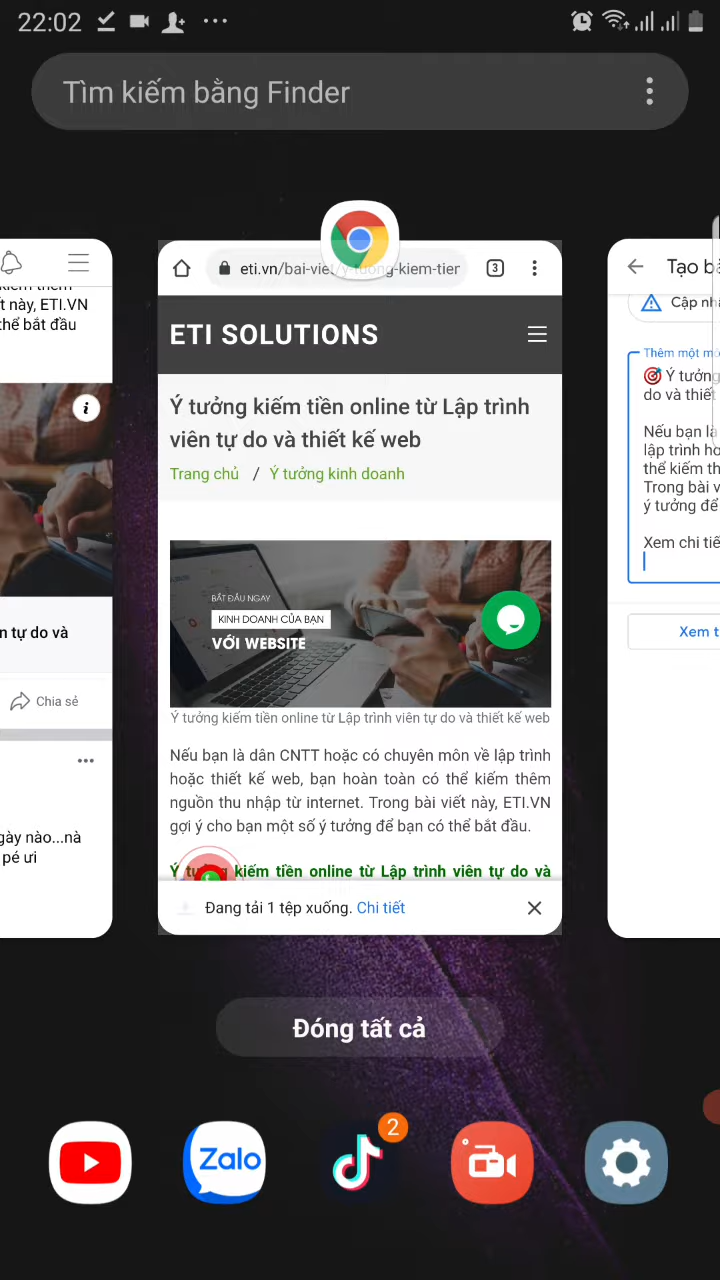 22:02
Tìm kiếm bằng Finder
t này, ETI.VN
thể bắt đầu
n tự do và
Chia sẻ
gày nào...nà
pé ưi
eti.vn/bai-viet/y-tuong-kiem-tier
3
ETI SOLUTIONS
Ý tưởng kiếm tiền online từ Lập trình
viên tự do và thiết kế web
Trang chủ / Ý tưởng kinh doanh
BẮT ĐẦU NGAY
KINH DOANH CỦA BẠN
VỚI WEBSITE
Ý tưởng kiếm tiền online từ Lập trình viên tự do và thiết kế web
Nếu bạn là dân CNTT hoặc có chuyên môn về lập trình
hoặc thiết kế web, bạn hoàn toàn có thể kiếm thêm
nguồn thu nhập từ internet. Trong bài viết này, ETI.VN
gợi ý cho bạn một số ý tưởng để bạn có thể bắt đầu.
Ý tưởng kiếm tiền online từ Lập trình viên tự do và
Đang tải 1 tệp xuống. Chi tiết
Tạo bà
Cập nhậ
Thêm một mô
Ý tưởng
do và thiết
Nếu bạn là
lập trình ho
thể kiếm th
Trong bài v
ý tưởng để
Xem chi tiế
Xem t
Đóng tất cả
Zalo
2